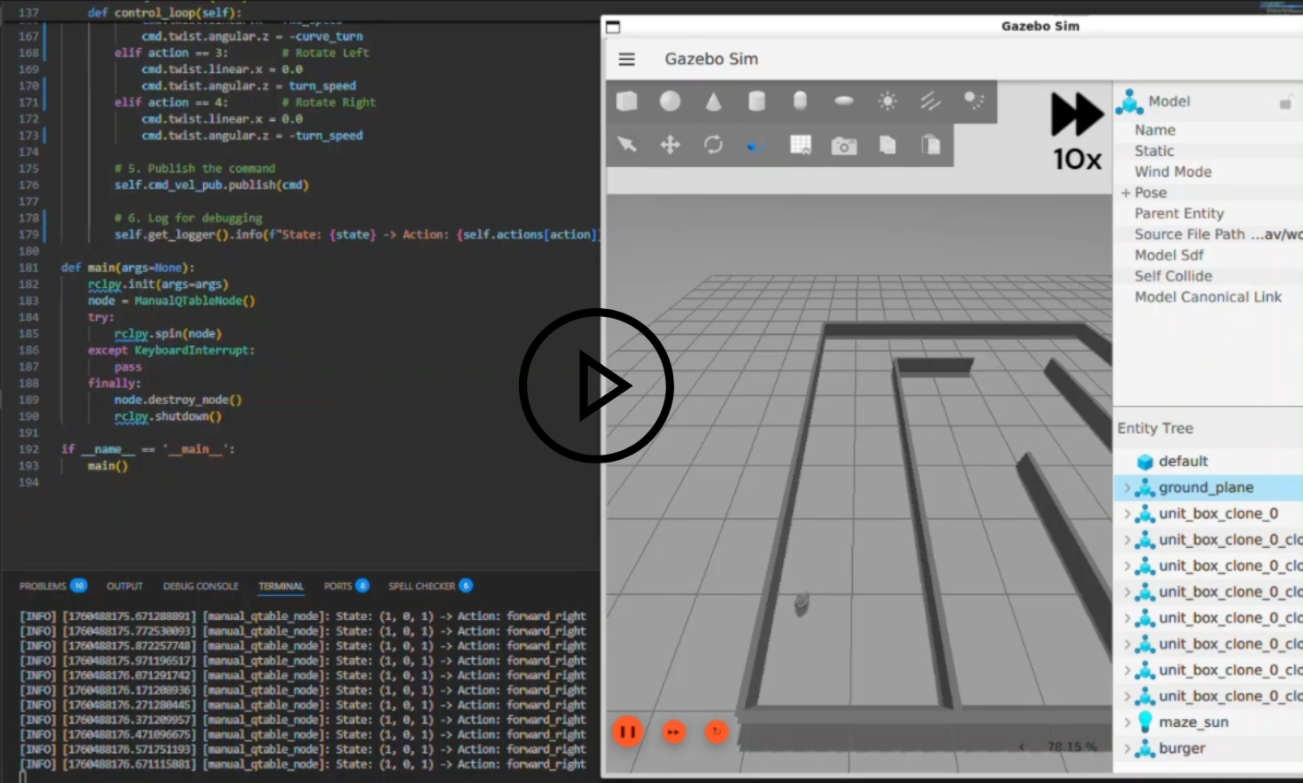 137 def control_loop(self):
167 cmd.twist.angular.z = -curve_turn
168 elif action == 3: # Rotate Left
169 cmd.twist.linear.x = 0.0
170 cmd.twist.angular.z = turn_speed
171 elif action == 4: # Rotate Right
172 cmd.twist.linear.x = 0.0
173 cmd.twist.angular.z = -turn_speed
174
175 # 5. Publish the command
176 self.cmd_vel_pub.publish(cmd)
177
178 # 6. Log for debugging
179 self.get_logger().info(f"State: {state} -> Action: {self.actions[action]}
180
181 def main(args=None):
182 rclpy.init(args=args)
183 node = ManualQTableNode()
184 try:
185 rclpy.spin(node)
186 except KeyboardInterrupt:
187 pass
188 finally:
189 node.destroy_node()
190 rclpy.shutdown()
191
192 if __name__ == '__main__':
193 main()
194
PROBLEMS 10 OUTPUT DEBUG CONSOLE TERMINAL PORTS SPELL CHECKER 6
[INFO] [1760488175.671288891] [manual_qtable_node]: State: (1, 0, 1) -> Action: forward_right
[INFO] [1760488175.772530093] [manual_qtable_node]: State: (1, 0, 1) -> Action: forward_right
[INFO] [1760488175.872257748] [manual_qtable_node]: State: (1, 0, 1) -> Action: forward_right
[INFO] [1760488175.971196517] [manual_qtable_node]: State: (1, 0, 1) -> Action: forward_right
[INFO] [1760488176.071291742] [manual_qtable_node]: State: (1, 0, 1) -> Action: forward_right
[INFO] [1760488176.171200936] [manual_qtable_node]: State: (1, 0, 1) -> Action: forward_right
[INFO] [1760488176.271280445] [manual_qtable_node]: State: (1, 0, 1) -> Action: forward_right
[INFO] [1760488176.371209957] [manual_qtable_node]: State: (1, 0, 1) -> Action: forward_right
[INFO] [1760488176.471096675] [manual_qtable_node]: State: (1, 0, 1) -> Action: forward_right
[INFO] [1760488176.571751193] [manual_qtable_node]: State: (1, 0, 1) -> Action: forward_right
[INFO] [1760488176.671115881] [manual_qtable_node]: State: (1, 0, 1) -> Action: forward_right
Gazebo Sim
Gazebo Sim
10x
78.15 %
Model
Name
Static
Wind Mode
+ Pose
Parent Entity
Source File Path ...av/wo
Model Sdf
Self Collide
Model Canonical Link
Entity Tree
default
ground_plane
unit_box_clone_0
unit_box_clone_0_clo
unit_box_clone_0_clo
unit_box_clone_0_clo
unit_box_clone_0_clo
unit_box_clone_0_clo
unit_box_clone_0_clo
unit_box_clone_0_clo
maze_sun
burger